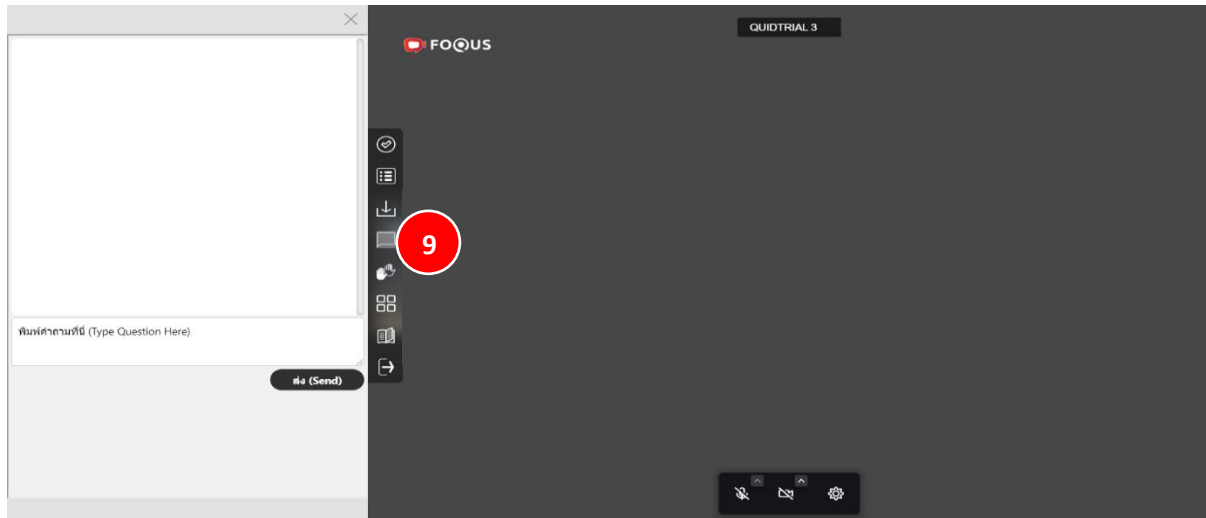 QUIDTRIAL 3
FOQUS
9
พิมพ์คำถามที่นี่ (Type Question Here)
ส่ง (Send)